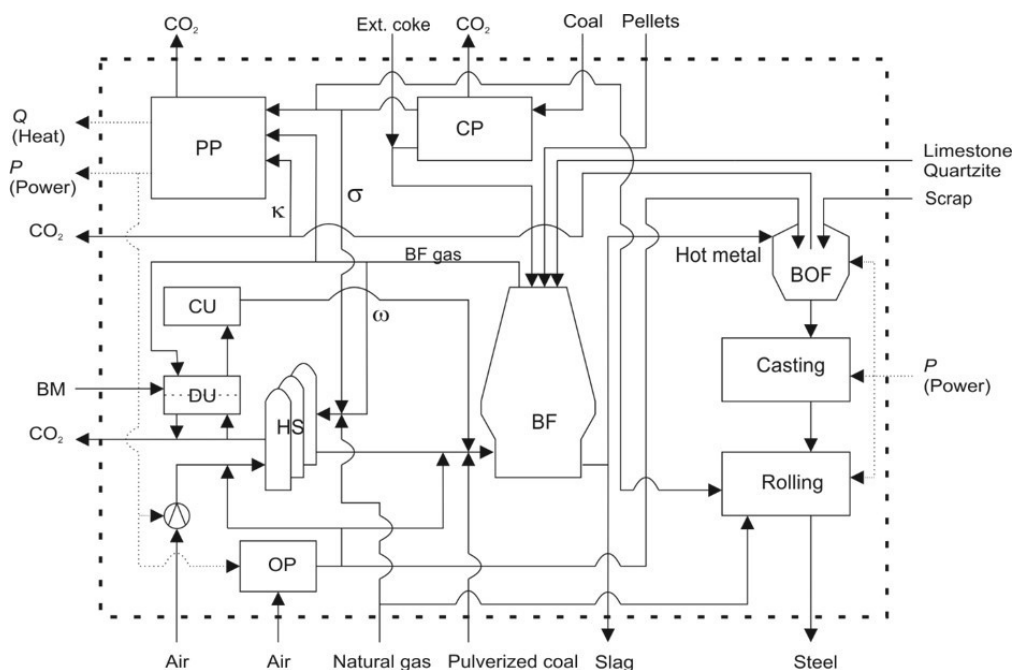 CO2
Ext. coke
CO2
Coal
Pellets
Q
(Heat)
PP
CP
P
(Power)
σ
κ
Limestone
Quartzite
Scrap
CO2
BF gas
Hot metal
BOF
CU
ω
BM
DU
HS
BF
Casting
P
(Power)
CO2
Rolling
OP
Air
Air
Natural gas
Pulverized coal
Slag
Steel